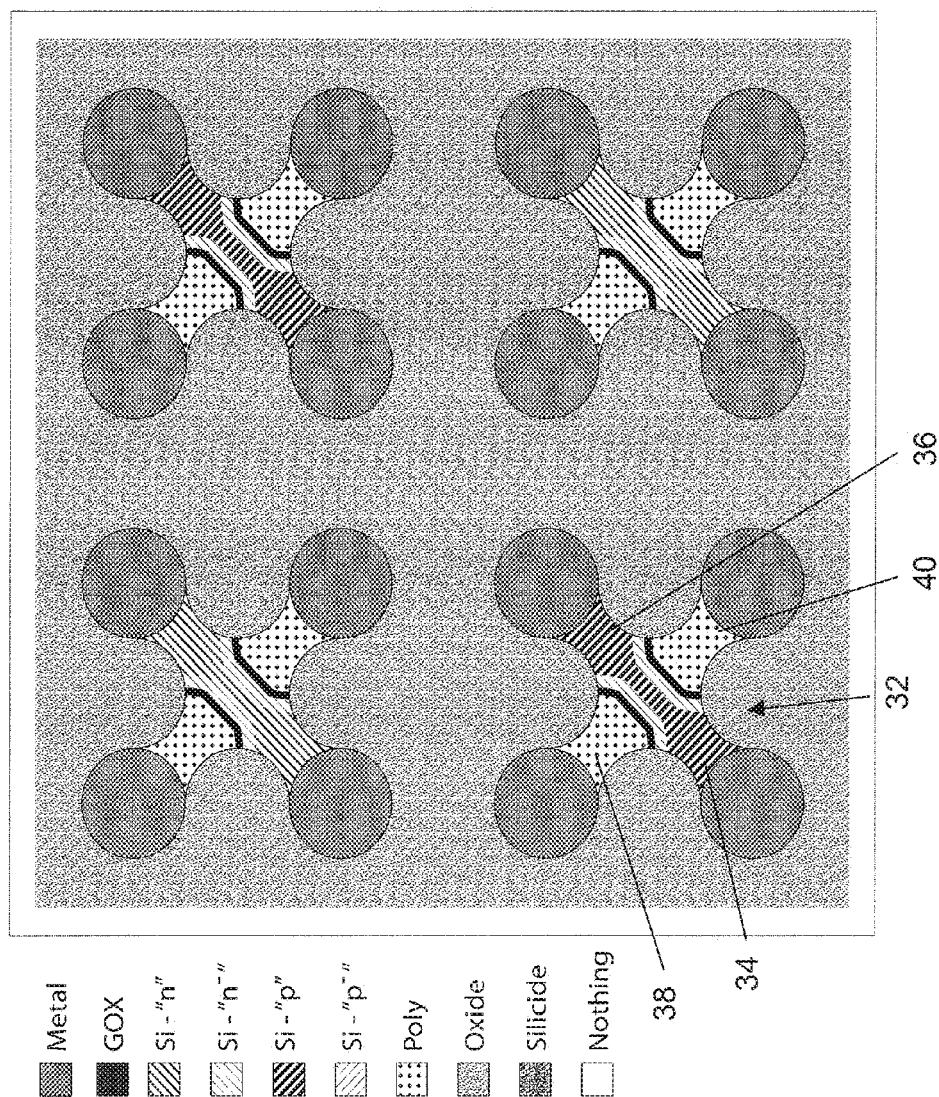 Metal
GOX
Si-"n"
Si-"n⁻"
Si-"p"
Si-"p⁻"
Poly
Oxide
Silicide
Nothing
38
34
32
40
36